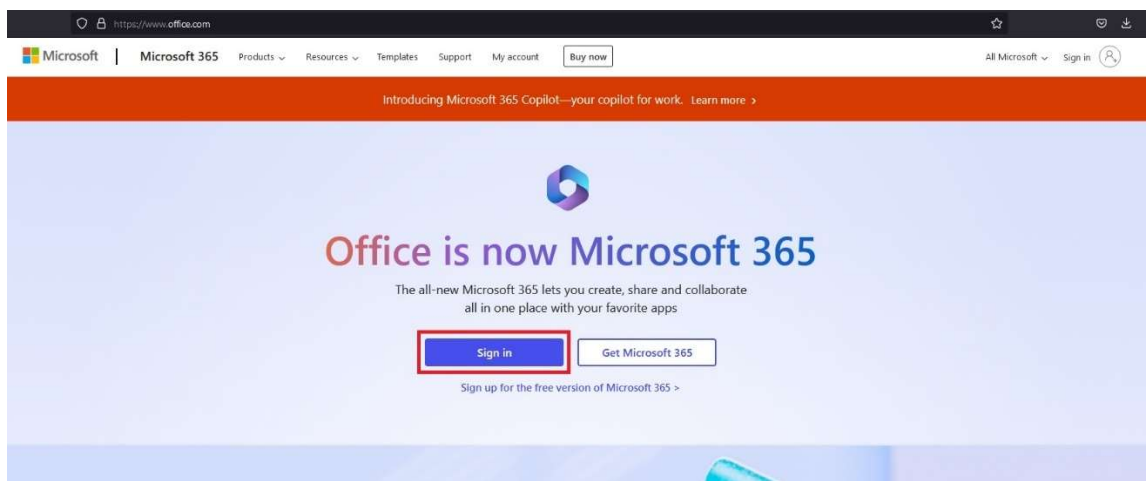 https://www.office.com
Microsoft | Microsoft 365 Products Resources Templates Support My account Buy now All Microsoft Sign in
Introducing Microsoft 365 Copilot—your copilot for work. Learn more >
Office is now Microsoft 365
The all-new Microsoft 365 lets you create, share and collaborate
all in one place with your favorite apps
Sign in Get Microsoft 365
Sign up for the free version of Microsoft 365 >